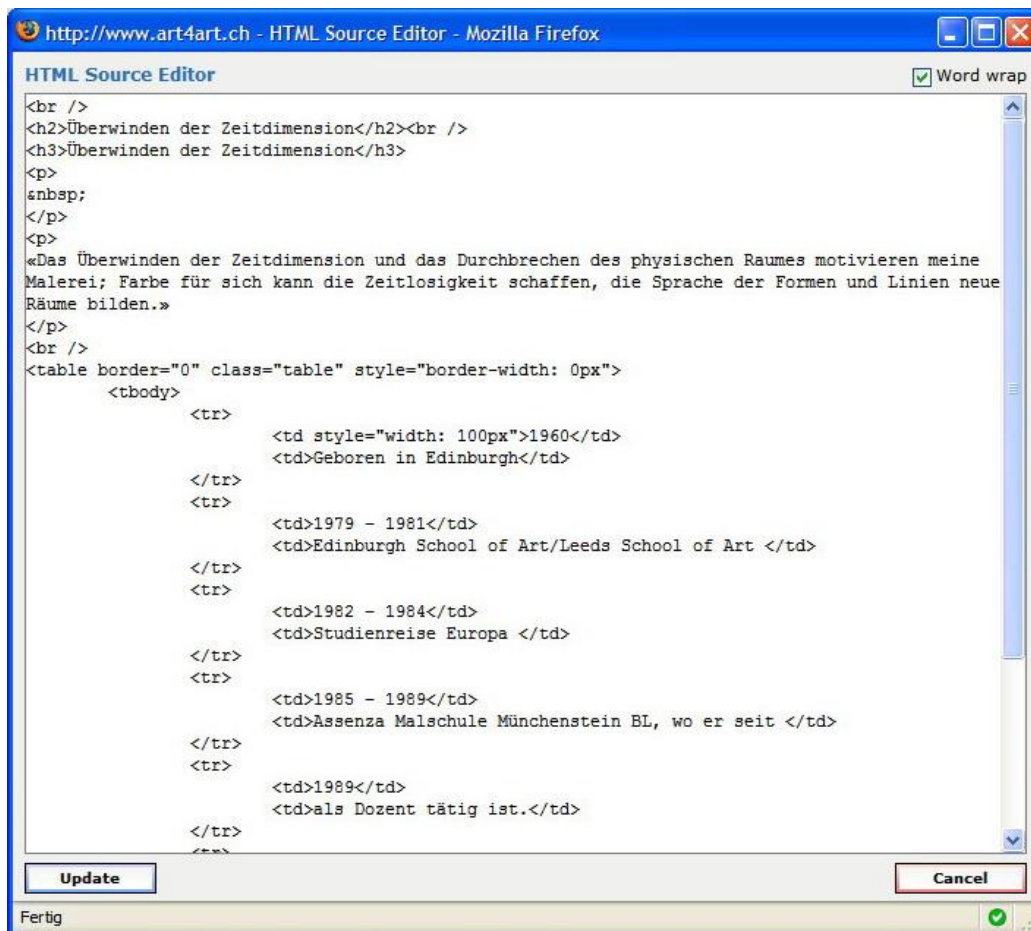 http://www.art4art.ch - HTML Source Editor - Mozilla Firefox
HTML Source Editor
Word wrap
<br />
<h2>Überwinden der Zeitdimension</h2><br />
<h3>Überwinden der Zeitdimension</h3>
<p>
&nbsp;
</p>
<p>
«Das Überwinden der Zeitdimension und das Durchbrechen des physischen Raumes motivieren meine
Malerei; Farbe für sich kann die Zeitlosigkeit schaffen, die Sprache der Formen und Linien neue
Räume bilden.»
</p>
<br />
<table border="0" class="table" style="border-width: 0px">
<tbody>
<tr>
<td style="width: 100px">1960</td>
<td>Geboren in Edinburgh</td>
</tr>
<tr>
<td>1979 - 1981</td>
<td>Edinburgh School of Art/Leeds School of Art </td>
</tr>
<tr>
<td>1982 - 1984</td>
<td>Studienreise Europa </td>
</tr>
<tr>
<td>1985 - 1989</td>
<td>Assenza Malschule Münchenstein BL, wo er seit </td>
</tr>
<tr>
<td>1989</td>
<td>als Dozent tätig ist.</td>
</tr>
<tr>
Update
Cancel
Fertig